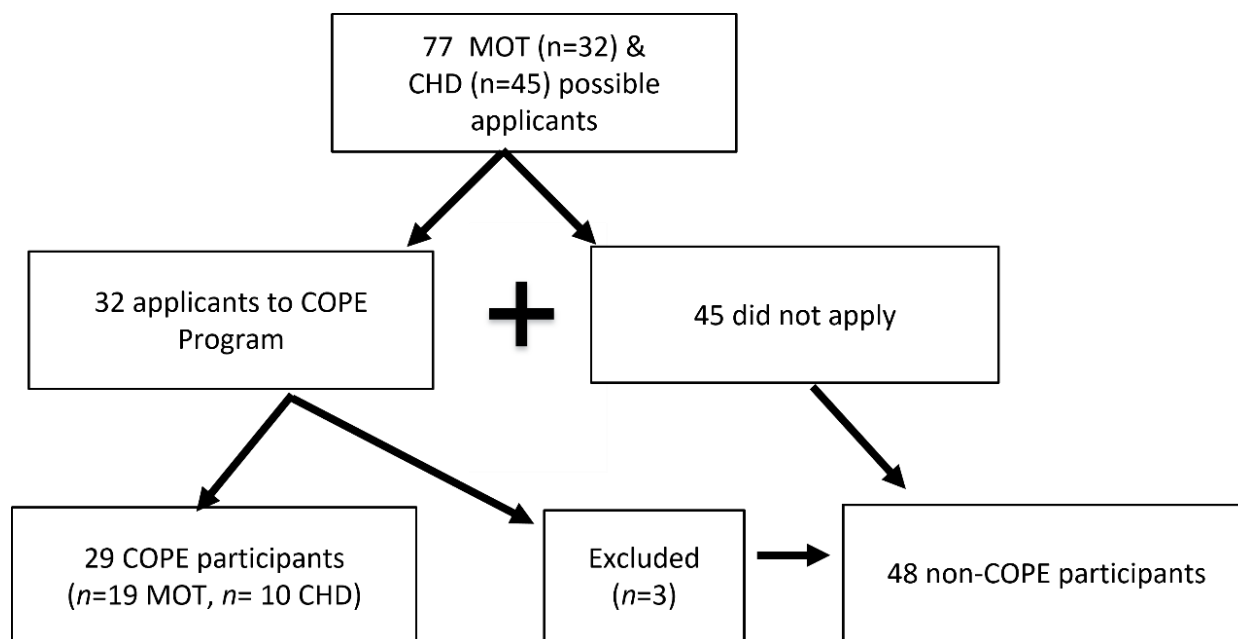 77  MOT (n=32) &
CHD (n=45) possible
applicants
32 applicants to COPE
Program
+
45 did not apply
29 COPE participants
(n=19 MOT, n= 10 CHD)
Excluded
(n=3)
48 non-COPE participants